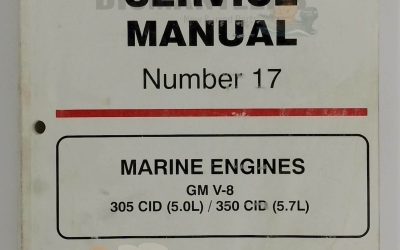 SERVICE
MANUAL
Number 17
MARINE ENGINES
GM V-8
305 CID (5.0L) / 350 CID (5.7L)